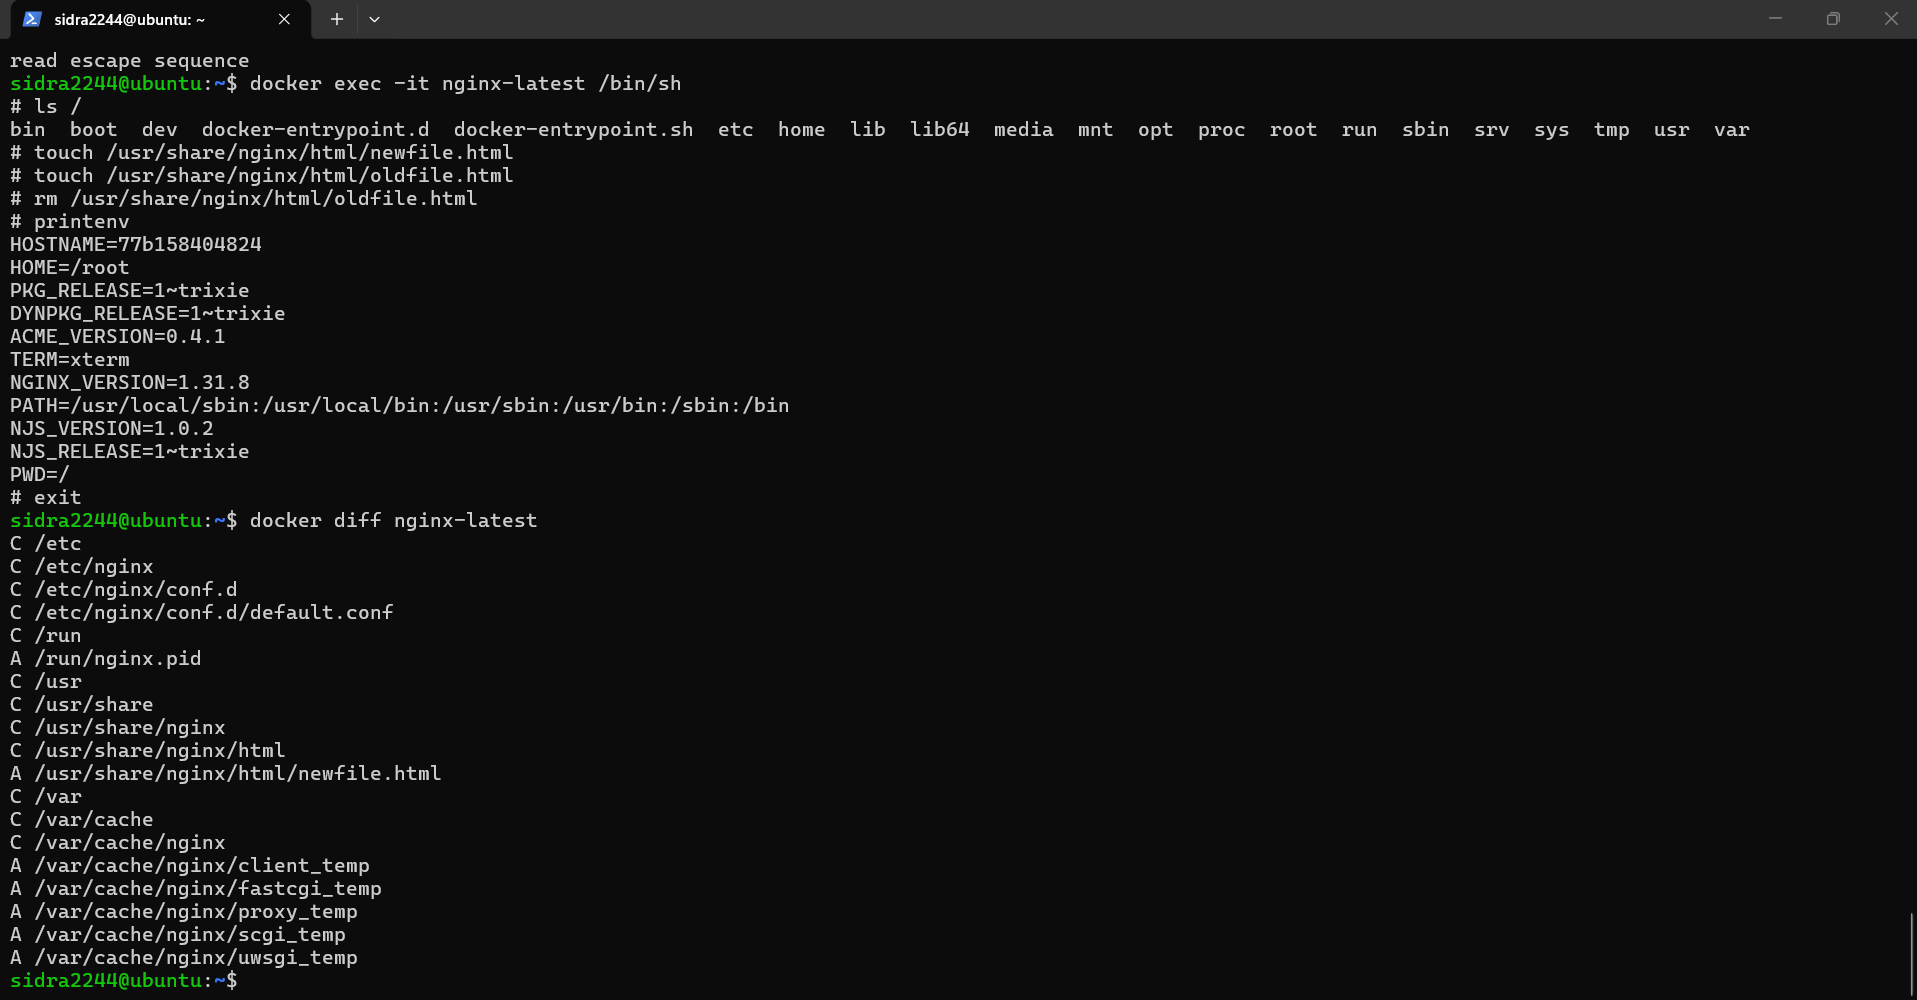 sidra2244@ubuntu: ~
read escape sequence
sidra2244@ubuntu:~$ docker exec -it nginx-latest /bin/sh
# ls /
bin  boot  dev  docker-entrypoint.d  docker-entrypoint.sh  etc  home  lib  lib64  media  mnt  opt  proc  root  run  sbin  srv  sys  tmp  usr  var
# touch /usr/share/nginx/html/newfile.html
# touch /usr/share/nginx/html/oldfile.html
# rm /usr/share/nginx/html/oldfile.html
# printenv
HOSTNAME=77b158404824
HOME=/root
PKG_RELEASE=1~trixie
DYNPKG_RELEASE=1~trixie
ACME_VERSION=0.4.1
TERM=xterm
NGINX_VERSION=1.31.8
PATH=/usr/local/sbin:/usr/local/bin:/usr/sbin:/usr/bin:/sbin:/bin
NJS_VERSION=1.0.2
NJS_RELEASE=1~trixie
PWD=/
# exit
sidra2244@ubuntu:~$ docker diff nginx-latest
C /etc
C /etc/nginx
C /etc/nginx/conf.d
C /etc/nginx/conf.d/default.conf
C /run
A /run/nginx.pid
C /usr
C /usr/share
C /usr/share/nginx
C /usr/share/nginx/html
A /usr/share/nginx/html/newfile.html
C /var
C /var/cache
C /var/cache/nginx
A /var/cache/nginx/client_temp
A /var/cache/nginx/fastcgi_temp
A /var/cache/nginx/proxy_temp
A /var/cache/nginx/scgi_temp
A /var/cache/nginx/uwsgi_temp
sidra2244@ubuntu:~$